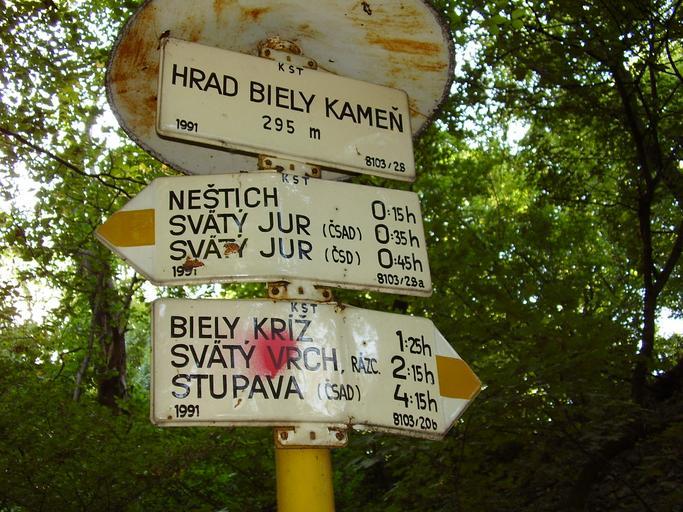 KST
HRAD BIELY KAMEŇ
295 m
1991 8103/28
KST
NEŠTICH 0:15h
SVÄTÝ JUR (ČSAD) 0:35h
SVÄTÝ JUR (ČSD) 0:45h
1991 8103/28a
KST
BIELY KRÍŽ 1:25h
SVÄTÝ VRCH, RÁZC. 2:15h
STUPAVA (ČSAD) 4:15h
1991 8103/20b